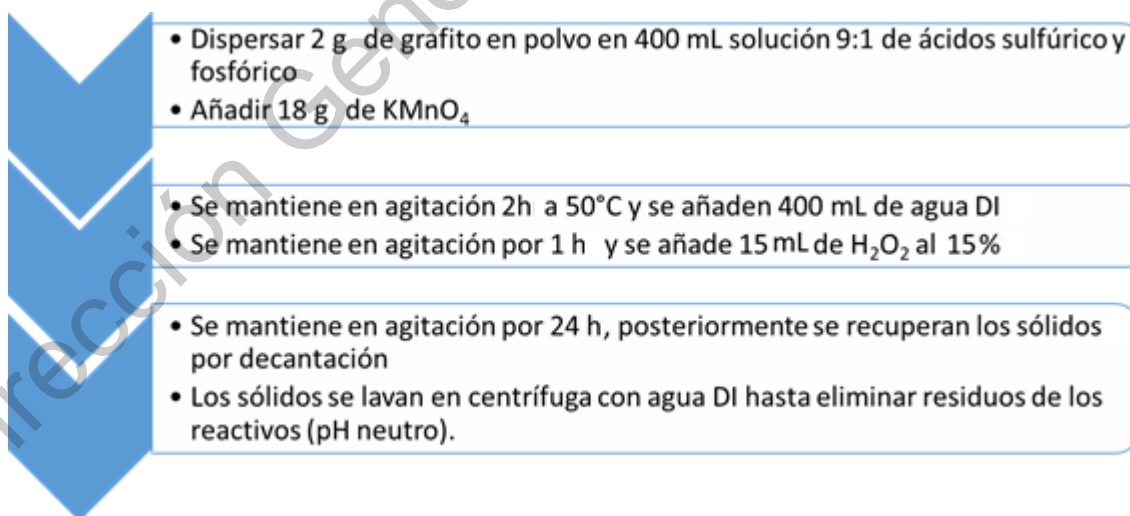 • Dispersar 2 g de grafito en polvo en 400 mL solución 9:1 de ácidos sulfúrico y
fosfórico
• Añadir 18 g de KMnO₄
• Se mantiene en agitación 2h a 50°C y se añaden 400 mL de agua DI
• Se mantiene en agitación por 1 h y se añade 15 mL de H₂O₂ al 15%
• Se mantiene en agitación por 24 h, posteriormente se recuperan los sólidos
por decantación
• Los sólidos se lavan en centrífuga con agua DI hasta eliminar residuos de los
reactivos (pH neutro).